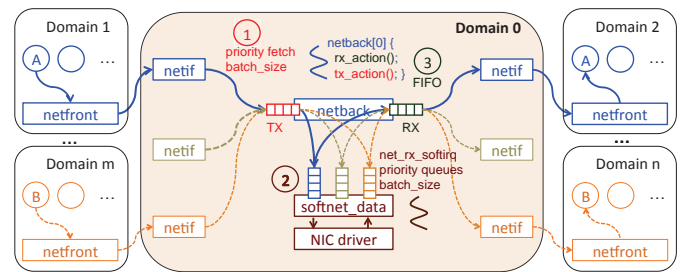 Domain 1
A
...
netfront
...
Domain m
B
...
netfront
Domain 0
1
priority fetch
batch_size
netback[0] {
rx_action();
tx_action(); }
3
FIFO
netif
netif
netif
TX
netback
RX
netif
netif
netif
2
net_rx_softirq
priority queues
batch_size
softnet_data
NIC driver
Domain 2
A
...
netfront
...
Domain n
B
...
netfront